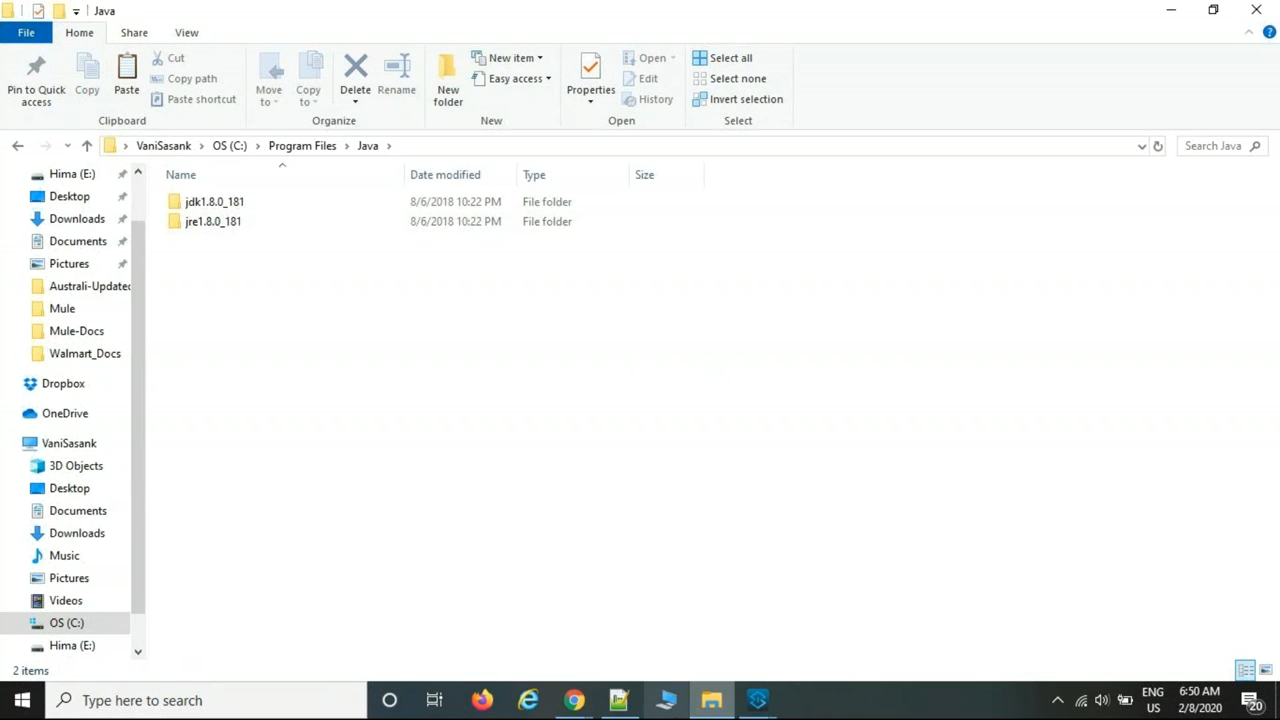 Java
File Home Share View
Pin to Quick access
Copy
Paste
Cut
Copy path
Paste shortcut
Clipboard
Move to
Copy to
Delete
Rename
Organize
New folder
New item
Easy access
New
Properties
Open
Edit
History
Open
Select all
Select none
Invert selection
Select
VaniSasank > OS (C:) > Program Files > Java >
Search Java
Name Date modified Type Size
jdk1.8.0_181 8/6/2018 10:22 PM File folder
jre1.8.0_181 8/6/2018 10:22 PM File folder
Hima (E:)
Desktop
Downloads
Documents
Pictures
Australi-Updated
Mule
Mule-Docs
Walmart_Docs
Dropbox
OneDrive
VaniSasank
3D Objects
Desktop
Documents
Downloads
Music
Pictures
Videos
OS (C:)
Hima (E:)
2 items
Type here to search
ENG
US
6:50 AM
2/8/2020
20